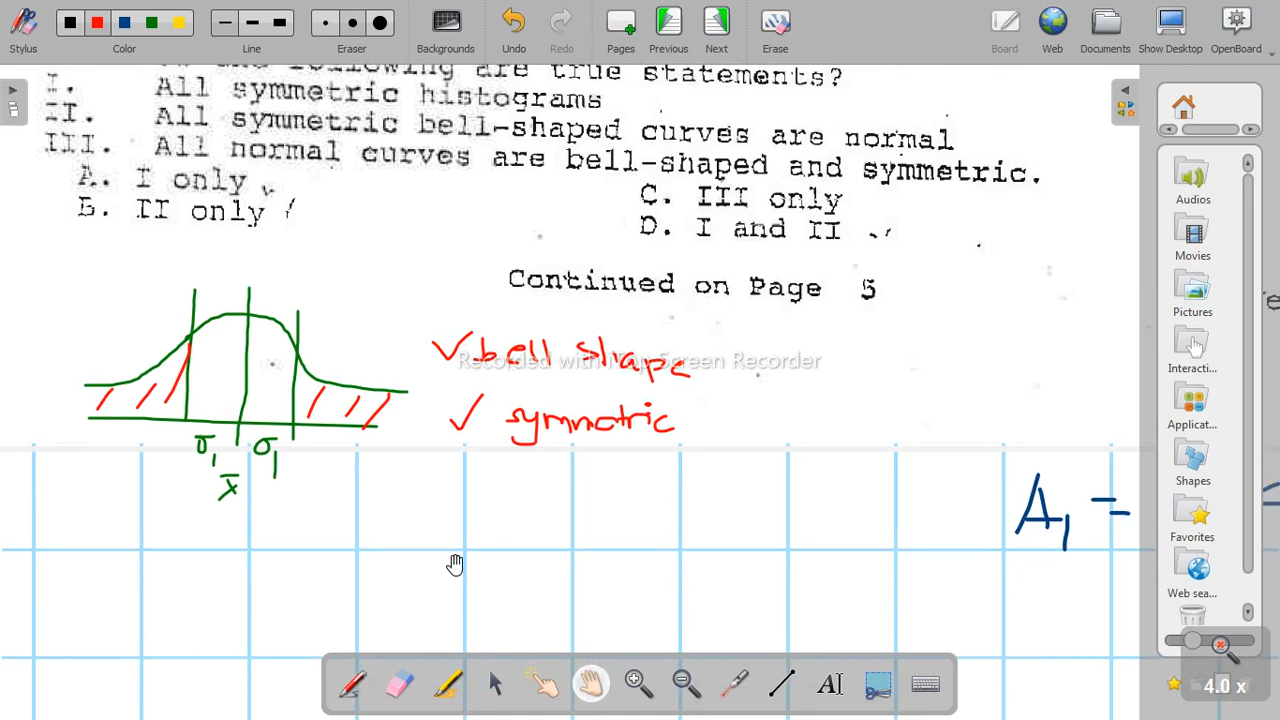 Stylus Color Line Eraser Backgrounds Undo Redo Pages Previous Next Erase Board Web Documents Show Desktop OpenBoard
following are true statements?
I. All symmetric histograms
II. All symmetric bell-shaped curves are normal
III. All normal curves are bell-shaped and symmetric.
A. I only
B. II only
C. III only
D. I and II
Continued on Page 5
✓ bell shape
Recorded with iTop Screen Recorder
✓ symmetric
σ1 σ1
x̄
A1 =
Audios
Movies
Pictures
Interacti...
Applicat...
Shapes
Favorites
Web sea...
4.0 x